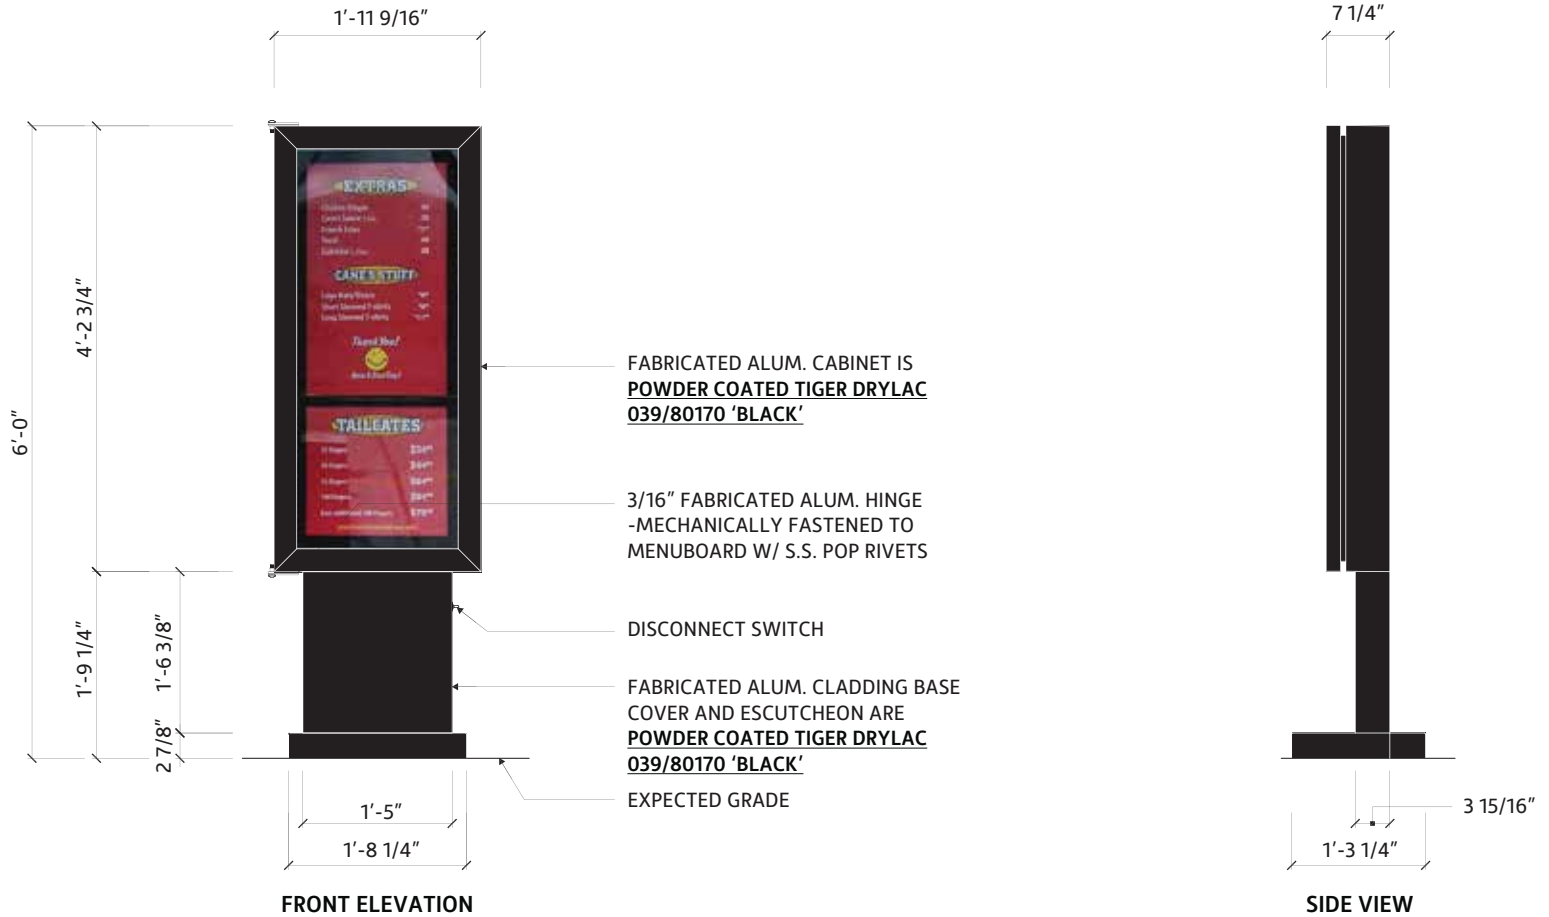 1’-11 9/16”
7 1/4”
6’-0”
4’-2 3/4”
1’-9 1/4”
1’-6 3/8”
2 7/8”
EXTRAS
CANE'S STUFF
Thank You!
Have A Nice Day!
TAILGATES
FABRICATED ALUM. CABINET IS
POWDER COATED TIGER DRYLAC
039/80170 ‘BLACK’
3/16” FABRICATED ALUM. HINGE
-MECHANICALLY FASTENED TO
MENUBOARD W/ S.S. POP RIVETS
DISCONNECT SWITCH
FABRICATED ALUM. CLADDING BASE
COVER AND ESCUTCHEON ARE
POWDER COATED TIGER DRYLAC
039/80170 ‘BLACK’
EXPECTED GRADE
1’-5”
1’-8 1/4”
3 15/16”
1’-3 1/4”
FRONT ELEVATION
SIDE VIEW